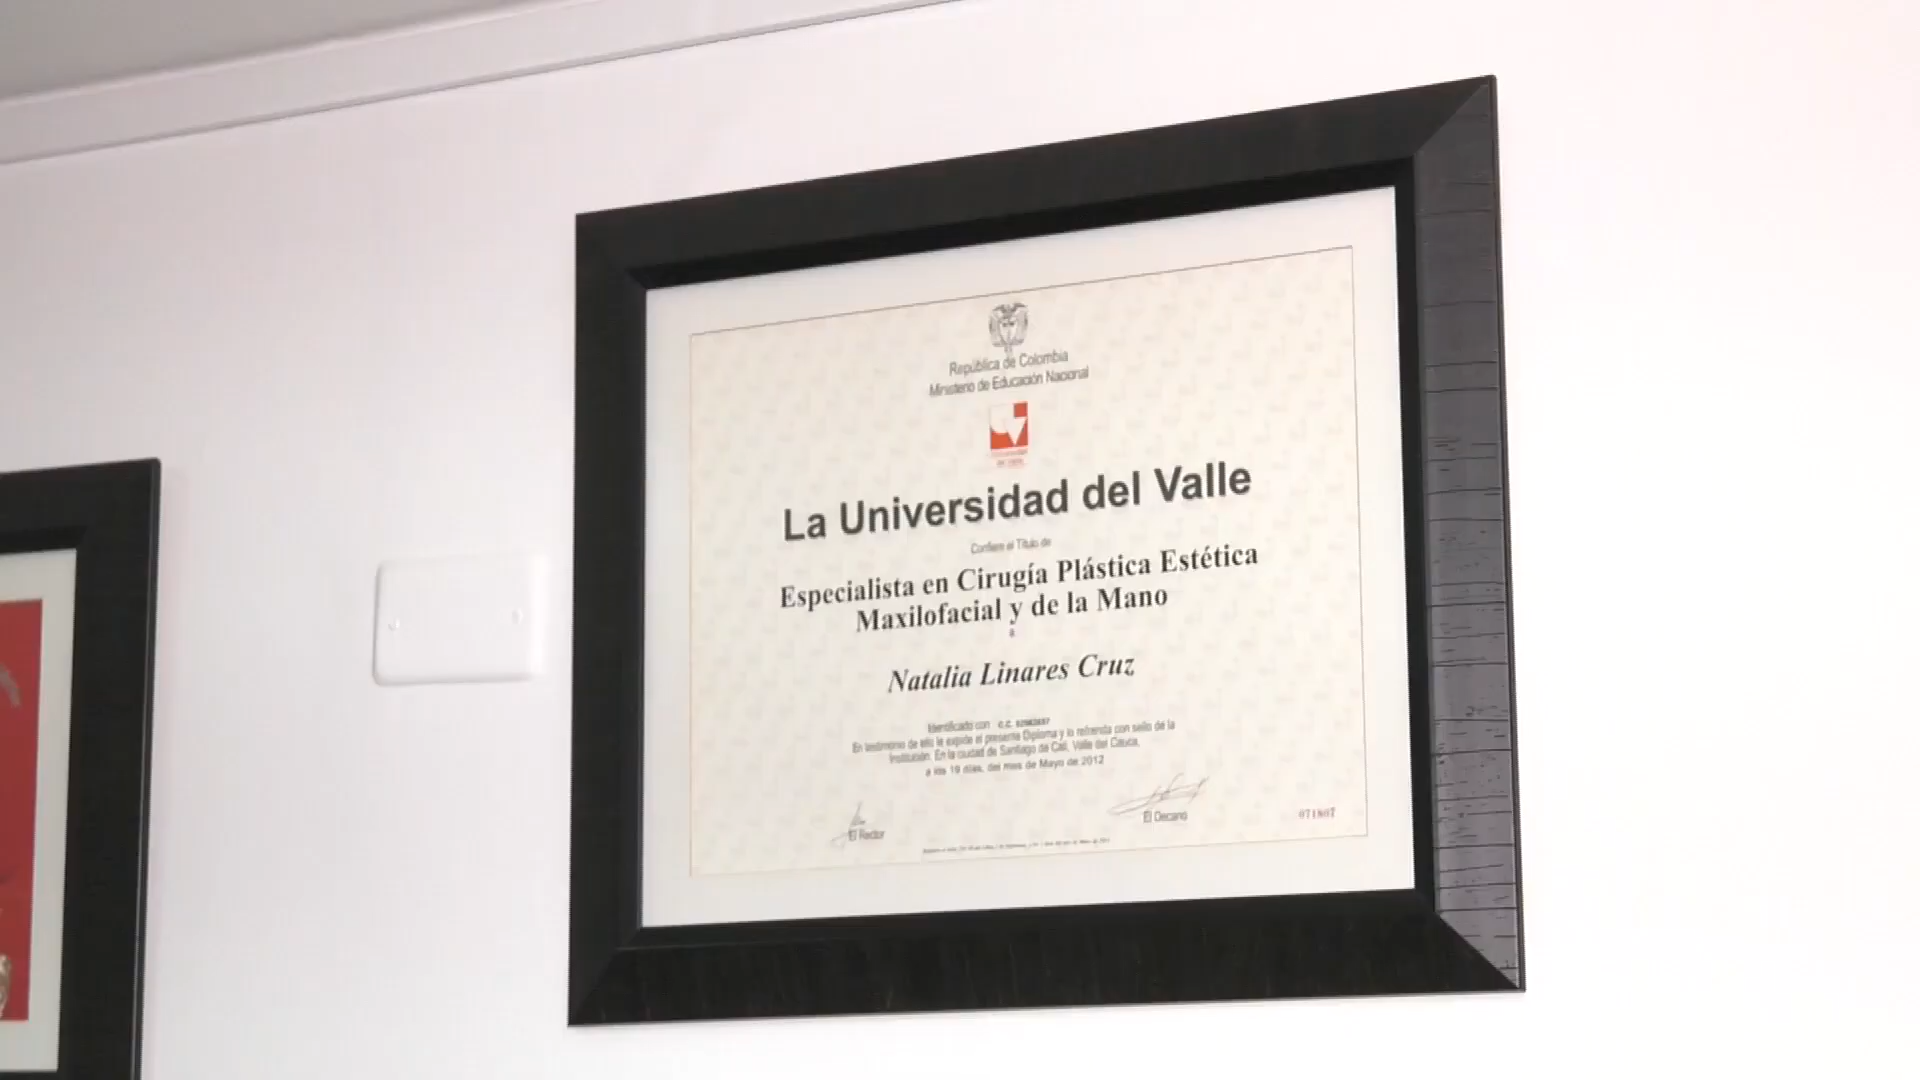 República de Colombia
Ministerio de Educación Nacional
La Universidad del Valle
Confiere el Título de
Especialista en Cirugía Plástica Estética
Maxilofacial y de la Mano
a
Natalia Linares Cruz
Identificado con C.C.
En testimonio de ello le expide el presente Diploma y lo refrenda con sello de la
Institución. En la ciudad de Santiago de Cali, Valle del Cauca,
a los 19 días, del mes de Mayo de 2012
El Rector
El Decano
071807